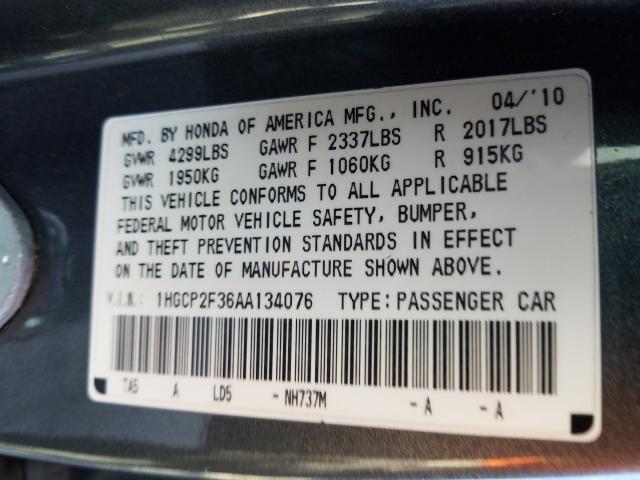 MFD. BY HONDA OF AMERICA MFG., INC. 04/'10
GVWR 4299LBS GAWR F 2337LBS R 2017LBS
GVWR 1950KG GAWR F 1060KG R 915KG
THIS VEHICLE CONFORMS TO ALL APPLICABLE
FEDERAL MOTOR VEHICLE SAFETY, BUMPER,
AND THEFT PREVENTION STANDARDS IN EFFECT
ON THE DATE OF MANUFACTURE SHOWN ABOVE.
V.I.N.: 1HGCP2F36AA134076 TYPE: PASSENGER CAR
TA5 A LD5 - NH737M - A - A